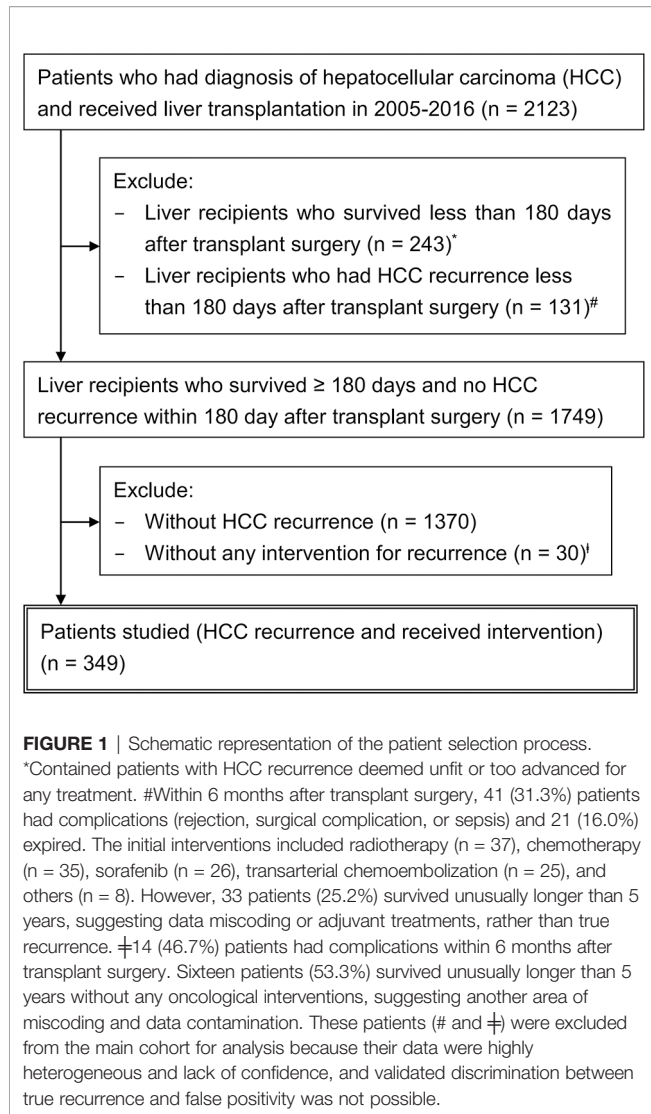 Patients who had diagnosis of hepatocellular carcinoma (HCC)
and received liver transplantation in 2005-2016 (n = 2123)
Exclude:
– Liver recipients who survived less than 180 days
after transplant surgery (n = 243)*
– Liver recipients who had HCC recurrence less
than 180 days after transplant surgery (n = 131)#
Liver recipients who survived ≥ 180 days and no HCC
recurrence within 180 day after transplant surgery (n = 1749)
Exclude:
– Without HCC recurrence (n = 1370)
– Without any intervention for recurrence (n = 30)ƚ
Patients studied (HCC recurrence and received intervention)
(n = 349)
FIGURE 1 | Schematic representation of the patient selection process.
*Contained patients with HCC recurrence deemed unfit or too advanced for
any treatment. #Within 6 months after transplant surgery, 41 (31.3%) patients
had complications (rejection, surgical complication, or sepsis) and 21 (16.0%)
expired. The initial interventions included radiotherapy (n = 37), chemotherapy
(n = 35), sorafenib (n = 26), transarterial chemoembolization (n = 25), and
others (n = 8). However, 33 patients (25.2%) survived unusually longer than 5
years, suggesting data miscoding or adjuvant treatments, rather than true
recurrence. ╪14 (46.7%) patients had complications within 6 months after
transplant surgery. Sixteen patients (53.3%) survived unusually longer than 5
years without any oncological interventions, suggesting another area of
miscoding and data contamination. These patients (# and ╪) were excluded
from the main cohort for analysis because their data were highly
heterogeneous and lack of confidence, and validated discrimination between
true recurrence and false positivity was not possible.